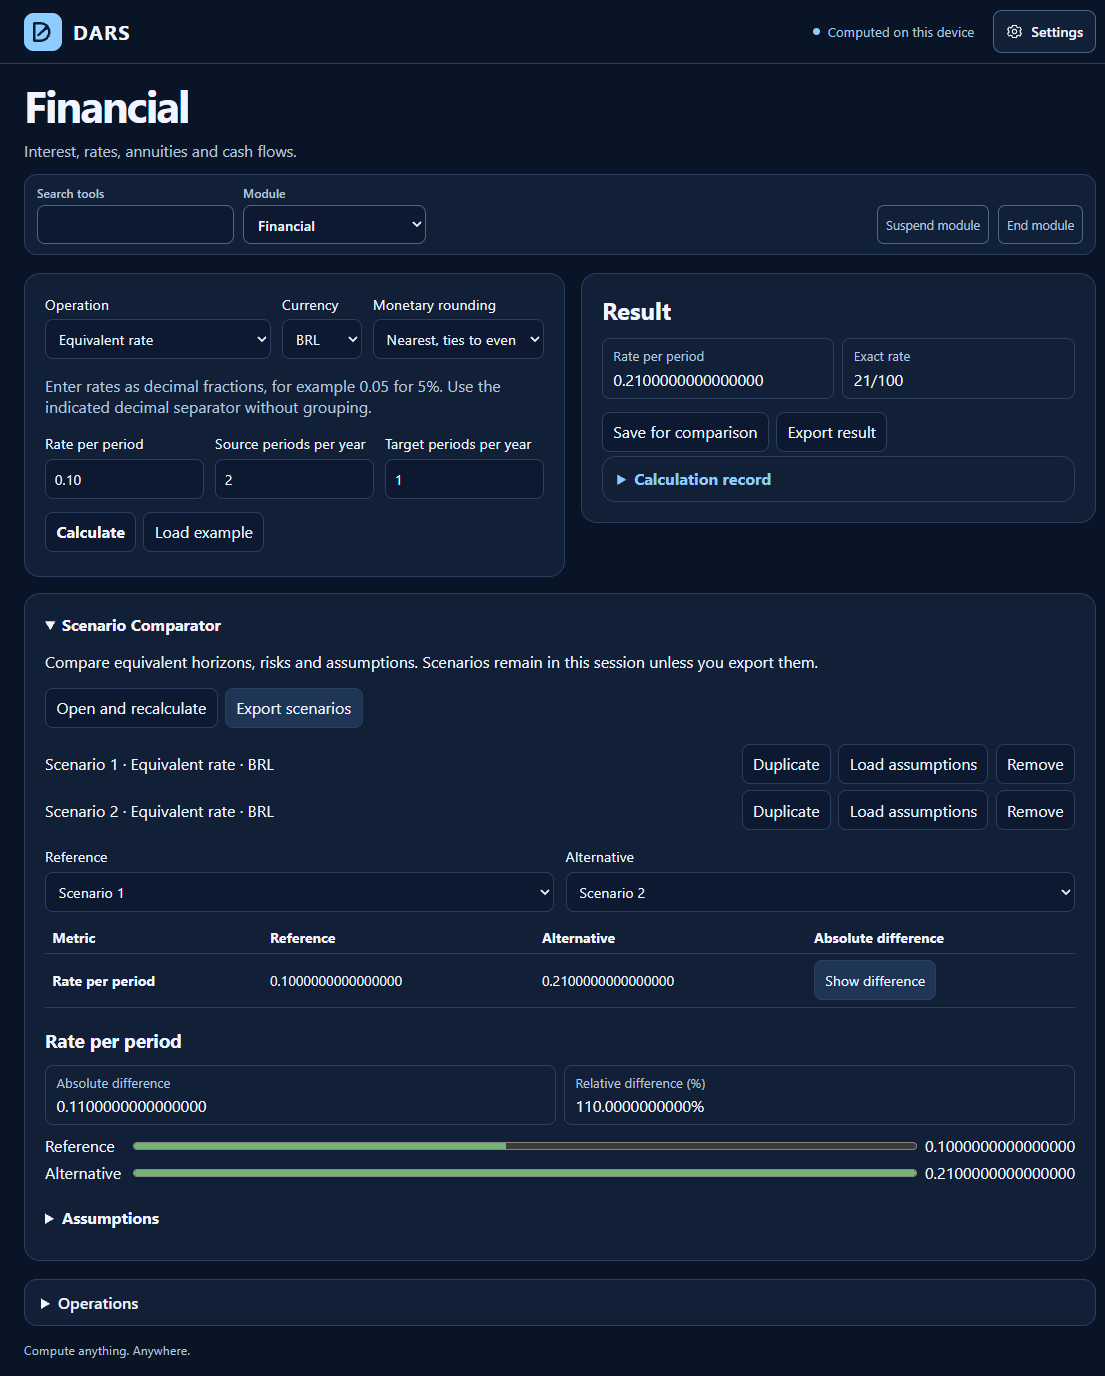 DARS
Computed on this device
Settings
Financial
Interest, rates, annuities and cash flows.
Search tools
Module
Financial
Suspend module
End module
Operation
Currency
Monetary rounding
Equivalent rate
BRL
Nearest, ties to even
Enter rates as decimal fractions, for example 0.05 for 5%. Use the
indicated decimal separator without grouping.
Rate per period
Source periods per year
Target periods per year
0.10
2
1
Calculate
Load example
Result
Rate per period
0.2100000000000000
Exact rate
21/100
Save for comparison
Export result
Calculation record
Scenario Comparator
Compare equivalent horizons, risks and assumptions. Scenarios remain in this session unless you export them.
Open and recalculate
Export scenarios
Scenario 1 · Equivalent rate · BRL
Duplicate
Load assumptions
Remove
Scenario 2 · Equivalent rate · BRL
Duplicate
Load assumptions
Remove
Reference
Alternative
Scenario 1
Scenario 2
Metric
Reference
Alternative
Absolute difference
Rate per period
0.1000000000000000
0.2100000000000000
Show difference
Rate per period
Absolute difference
0.1100000000000000
Relative difference (%)
110.0000000000%
Reference
0.1000000000000000
Alternative
0.2100000000000000
Assumptions
Operations
Compute anything. Anywhere.